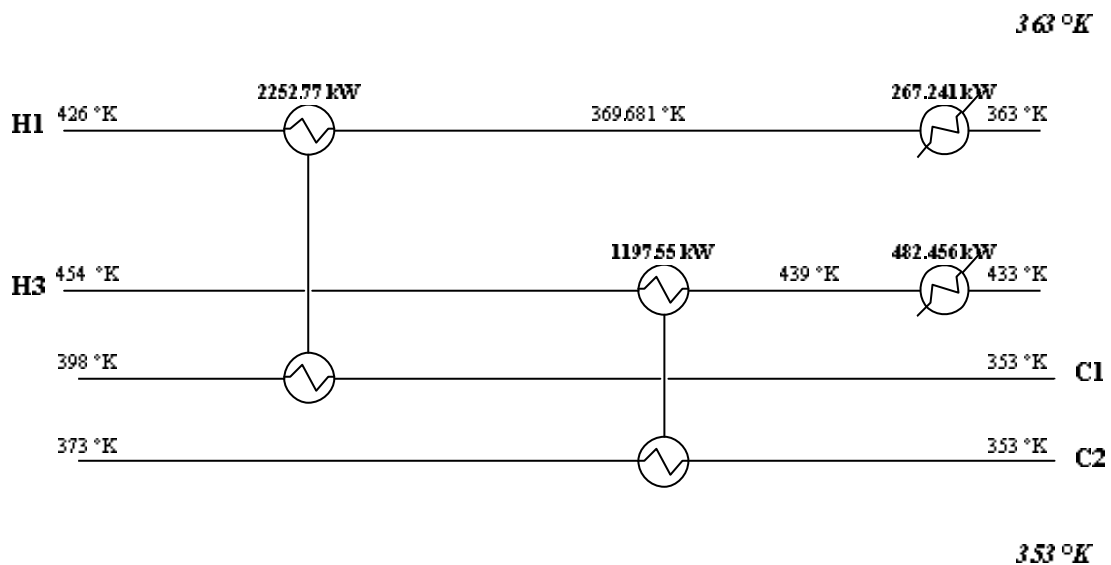 363 °K
2252.77 kW 267.241 kW
H1 426 °K 369.681 °K 363 °K
1197.55 kW 482.456 kW
H3 454 °K 439 °K 433 °K
398 °K 353 °K C1
373 °K 353 °K C2
353 °K